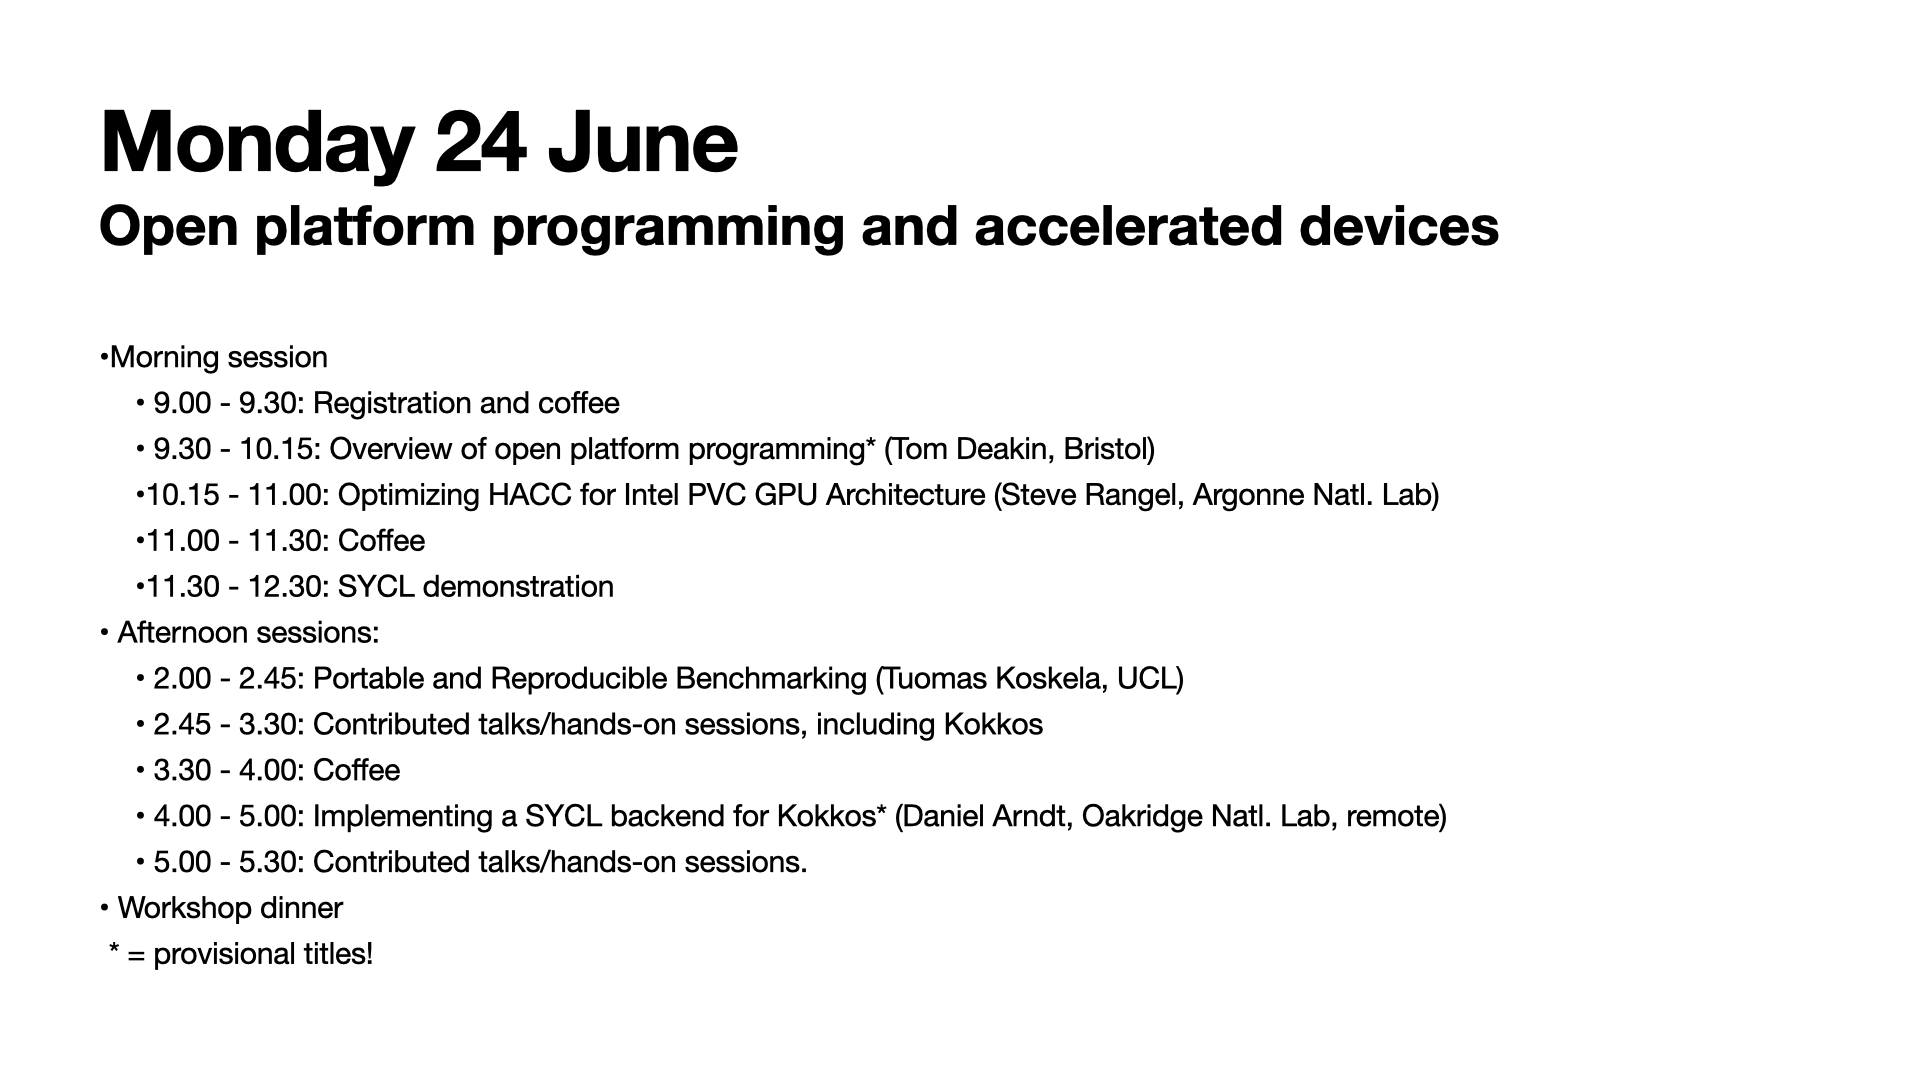 Monday 24 June
Open platform programming and accelerated devices
•Morning session
• 9.00 - 9.30: Registration and coffee
• 9.30 - 10.15: Overview of open platform programming* (Tom Deakin, Bristol)
•10.15 - 11.00: Optimizing HACC for Intel PVC GPU Architecture (Steve Rangel, Argonne Natl. Lab)
•11.00 - 11.30: Coffee
•11.30 - 12.30: SYCL demonstration
• Afternoon sessions:
• 2.00 - 2.45: Portable and Reproducible Benchmarking (Tuomas Koskela, UCL)
• 2.45 - 3.30: Contributed talks/hands-on sessions, including Kokkos
• 3.30 - 4.00: Coffee
• 4.00 - 5.00: Implementing a SYCL backend for Kokkos* (Daniel Arndt, Oakridge Natl. Lab, remote)
• 5.00 - 5.30: Contributed talks/hands-on sessions.
• Workshop dinner
* = provisional titles!